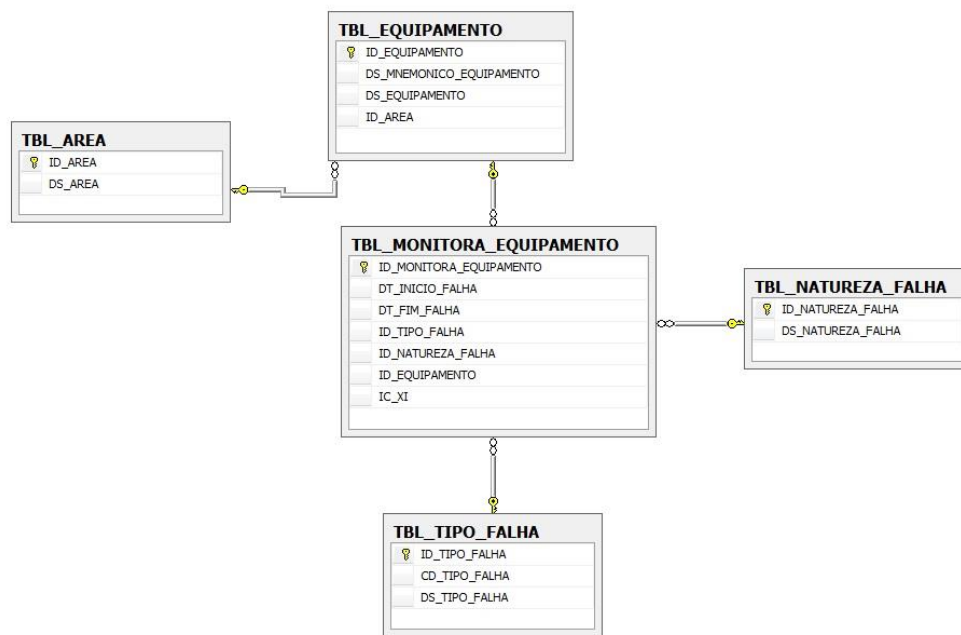 TBL_EQUIPAMENTO
ID_EQUIPAMENTO
DS_MNEMONICO_EQUIPAMENTO
DS_EQUIPAMENTO
ID_AREA
TBL_AREA
ID_AREA
DS_AREA
TBL_MONITORA_EQUIPAMENTO
ID_MONITORA_EQUIPAMENTO
DT_INICIO_FALHA
DT_FIM_FALHA
ID_TIPO_FALHA
ID_NATUREZA_FALHA
ID_EQUIPAMENTO
IC_XI
TBL_NATUREZA_FALHA
ID_NATUREZA_FALHA
DS_NATUREZA_FALHA
TBL_TIPO_FALHA
ID_TIPO_FALHA
CD_TIPO_FALHA
DS_TIPO_FALHA